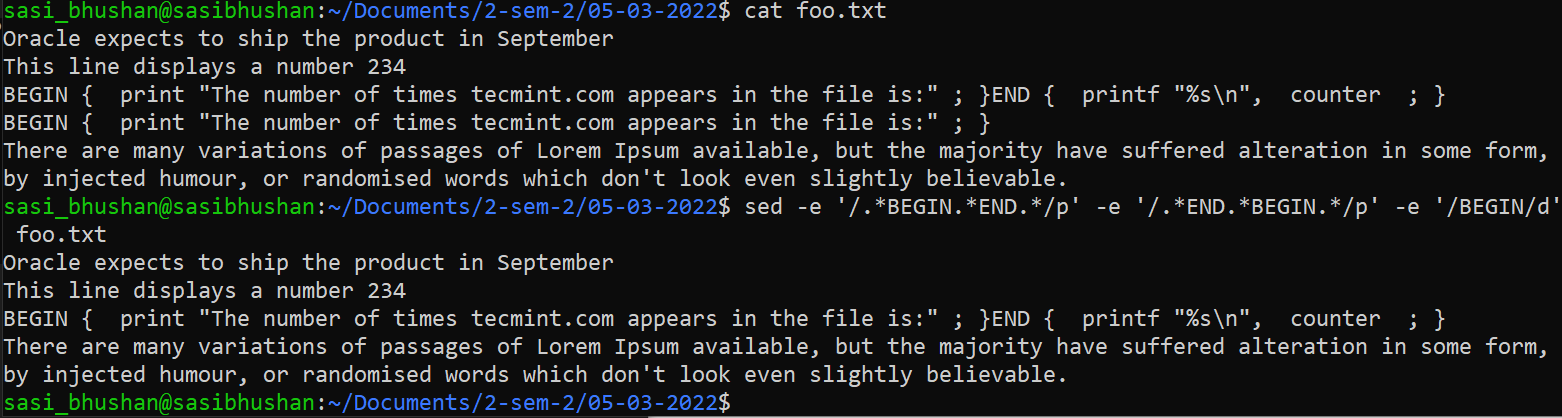 sasi_bhushan@sasibhushan:~/Documents/2-sem-2/05-03-2022$ cat foo.txt
Oracle expects to ship the product in September
This line displays a number 234
BEGIN {  print "The number of times tecmint.com appears in the file is:" ; }END {  printf "%s\n",  counter  ; }
BEGIN {  print "The number of times tecmint.com appears in the file is:" ; }
There are many variations of passages of Lorem Ipsum available, but the majority have suffered alteration in some form,
by injected humour, or randomised words which don't look even slightly believable.
sasi_bhushan@sasibhushan:~/Documents/2-sem-2/05-03-2022$ sed -e '/.*BEGIN.*END.*/p' -e '/.*END.*BEGIN.*/p' -e '/BEGIN/d'
 foo.txt
Oracle expects to ship the product in September
This line displays a number 234
BEGIN {  print "The number of times tecmint.com appears in the file is:" ; }END {  printf "%s\n",  counter  ; }
There are many variations of passages of Lorem Ipsum available, but the majority have suffered alteration in some form,
by injected humour, or randomised words which don't look even slightly believable.
sasi_bhushan@sasibhushan:~/Documents/2-sem-2/05-03-2022$